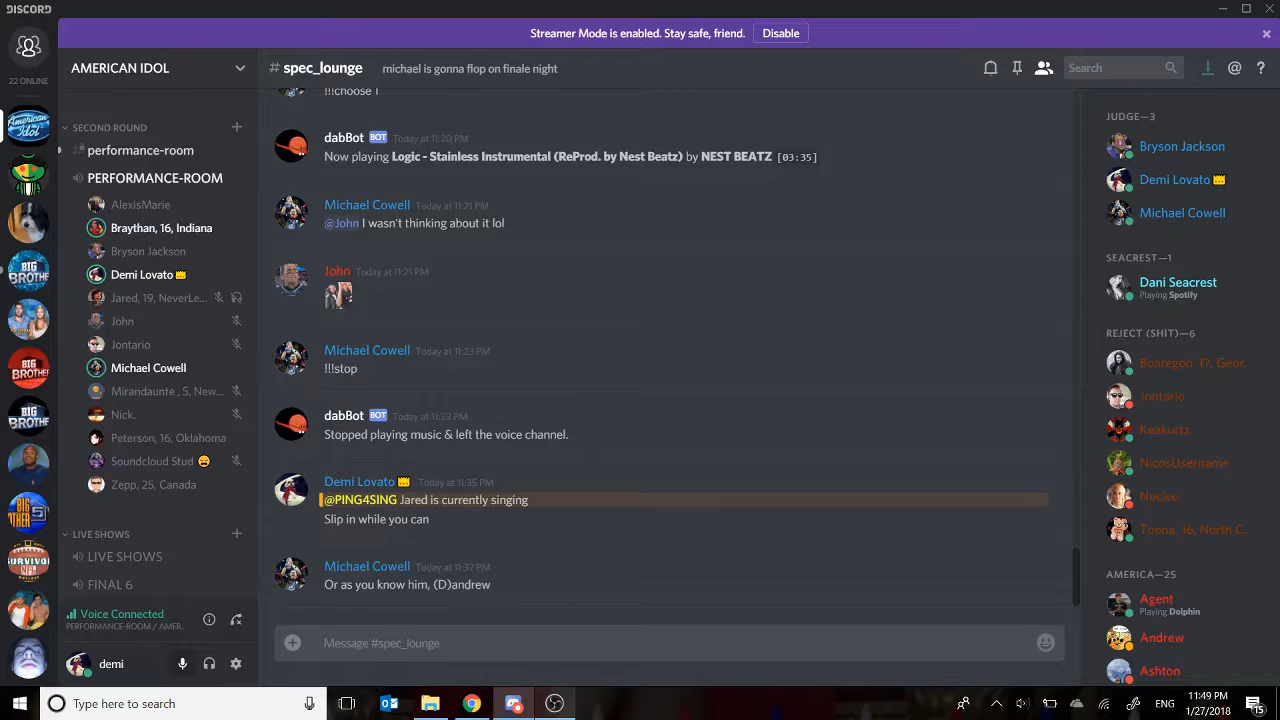 DISCORD
Streamer Mode is enabled. Stay safe, friend.
Disable
22 ONLINE
AMERICAN IDOL
SECOND ROUND
performance-room
PERFORMANCE-ROOM
AlexisMarie
Braythan, 16, Indiana
Bryson Jackson
Demi Lovato
Jared, 19, NeverLe...
John
Jontario
Michael Cowell
Mirandaunte , 5, New...
Nick.
Peterson, 16, Oklahoma
Soundcloud Stud
Zepp, 25, Canada
LIVE SHOWS
LIVE SHOWS
FINAL 6
Voice Connected
PERFORMANCE-ROOM / AMER...
demi
# spec_lounge
michael is gonna flop on finale night
Search
!!!choose 1
dabBot BOT Today at 11:20 PM
Now playing Logic - Stainless Instrumental (ReProd. by Nest Beatz) by NEST BEATZ [03:35]
Michael Cowell Today at 11:21 PM
@John I wasn't thinking about it lol
John Today at 11:21 PM
Michael Cowell Today at 11:23 PM
!!!stop
dabBot BOT Today at 11:23 PM
Stopped playing music & left the voice channel.
Demi Lovato Today at 11:35 PM
@PING4SING Jared is currently singing
Slip in while you can
Michael Cowell Today at 11:37 PM
Or as you know him, (D)andrew
Message #spec_lounge
JUDGE—3
Bryson Jackson
Demi Lovato
Michael Cowell
SEACREST—1
Dani Seacrest
Playing Spotify
REJECT (SHIT)—6
Boaregon, 17, Geor...
Jontario
Keakurtz
NicosUsername
Nocleo
Toona, 16, North C...
AMERICA—25
Agent
Playing Dolphin
Andrew
Ashton
Type here to search
11:49 PM
1/27/2018
15